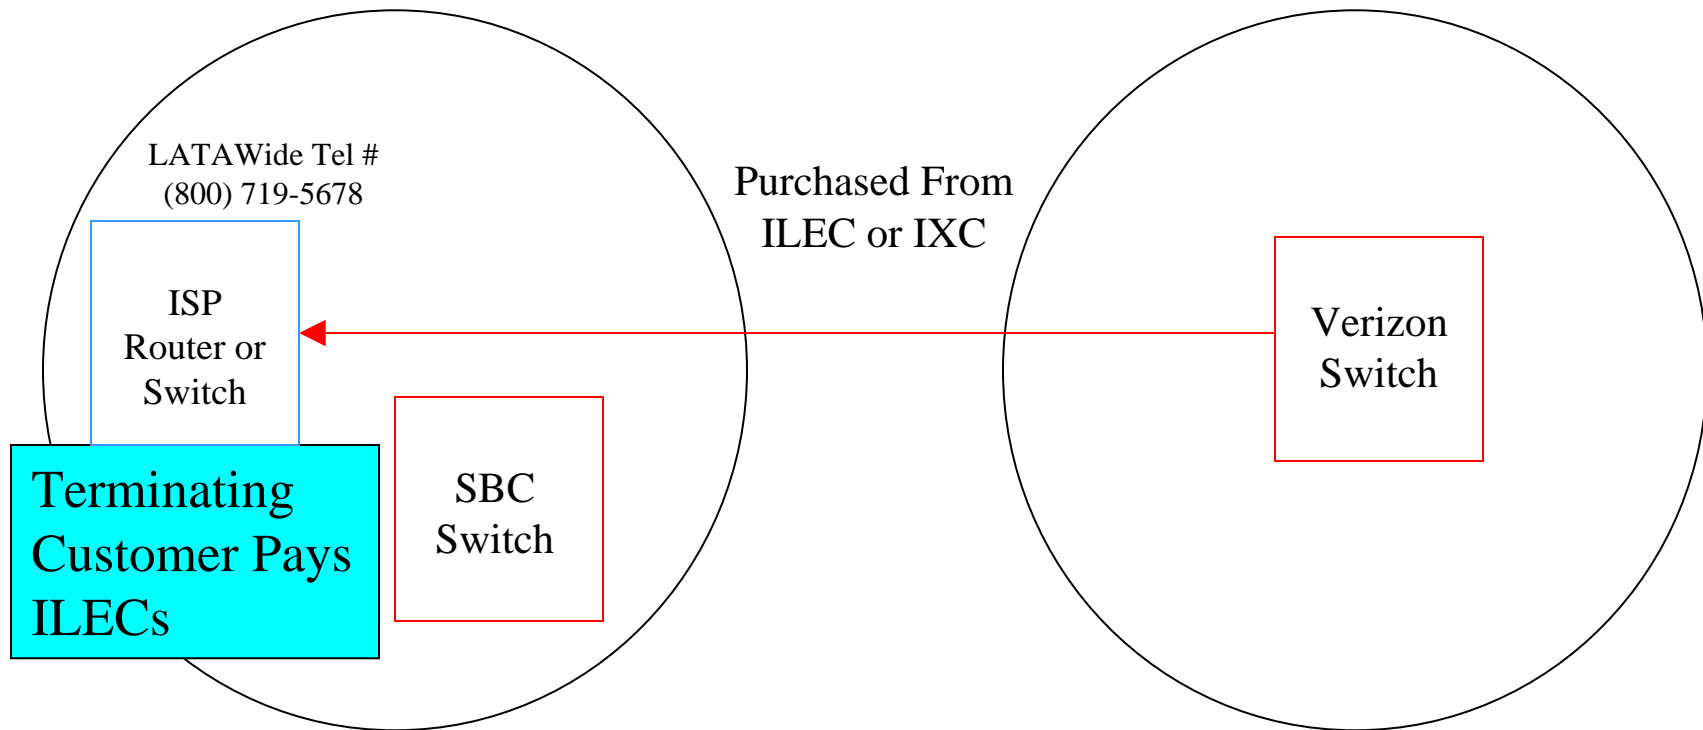 LATAWide Tel #
(800) 719-5678
Purchased From
ILEC or IXC
ISP
Router or
Switch
Verizon
Switch
SBC
Switch
Terminating
Customer Pays
ILECs